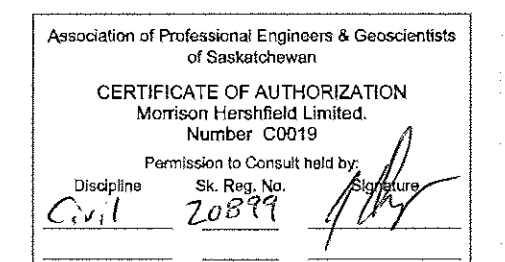 Association of Professional Engineers & Geoscientists
of Saskatchewan
CERTIFICATE OF AUTHORIZATION
Morrison Hershfield Limited.
Number C0019
Permission to Consult held by:
Discipline Sk. Reg. No. Signature
Civil 20899